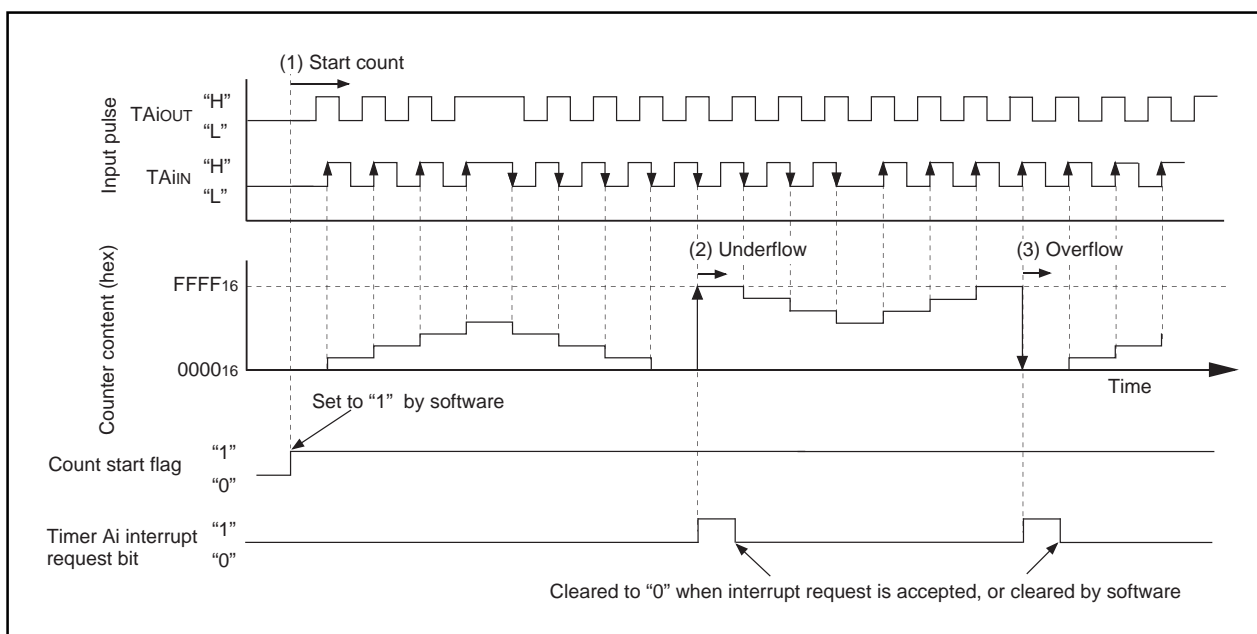 (1) Start count
Input pulse
TAiOUT
“H”
“L”
TAiIN
“H”
“L”
Counter content (hex)
FFFF16
000016
(2) Underflow
(3) Overflow
Time
Set to “1” by software
Count start flag
“1”
“0”
Timer Ai interrupt
request bit
“1”
“0”
Cleared to “0” when interrupt request is accepted, or cleared by software